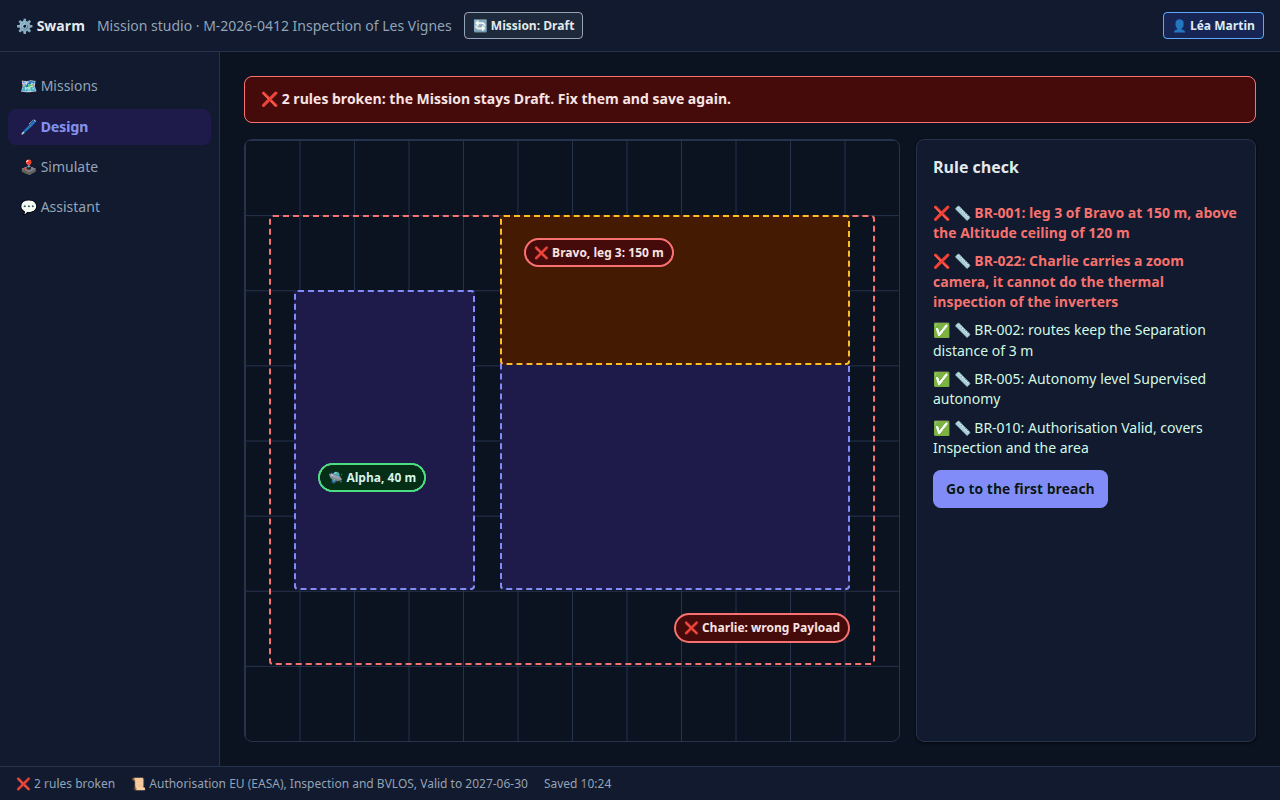 Swarm Mission studio · M-2026-0412 Inspection of Les Vignes Mission: Draft Léa Martin
Missions
Design
Simulate
Assistant
2 rules broken: the Mission stays Draft. Fix them and save again.
Bravo, leg 3: 150 m
Alpha, 40 m
Charlie: wrong Payload
Rule check
BR-001: leg 3 of Bravo at 150 m, above
the Altitude ceiling of 120 m
BR-022: Charlie carries a zoom
camera, it cannot do the thermal
inspection of the inverters
BR-002: routes keep the Separation
distance of 3 m
BR-005: Autonomy level Supervised
autonomy
BR-010: Authorisation Valid, covers
Inspection and the area
Go to the first breach
2 rules broken Authorisation EU (EASA), Inspection and BVLOS, Valid to 2027-06-30 Saved 10:24